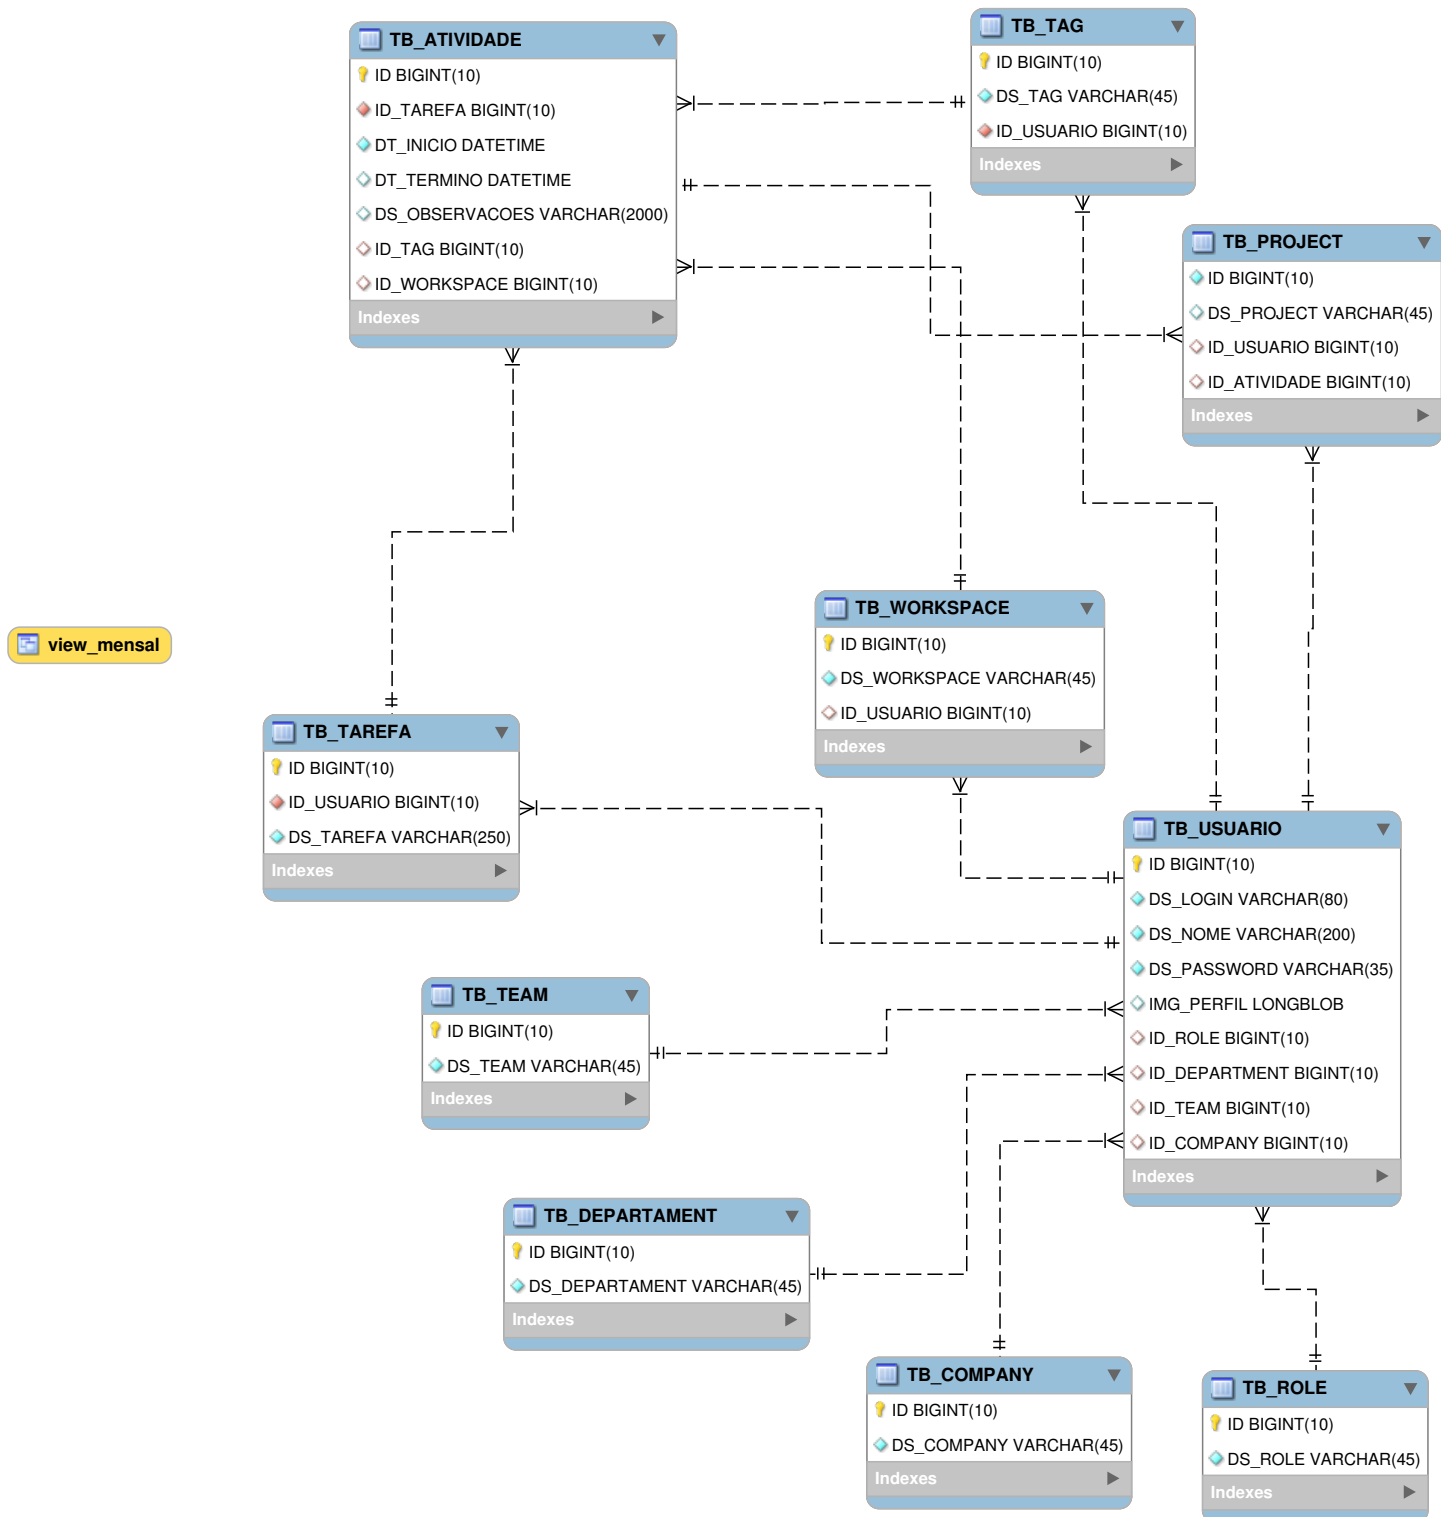 TB_ATIVIDADE
ID BIGINT(10)
ID_TAREFA BIGINT(10)
DT_INICIO DATETIME
DT_TERMINO DATETIME
DS_OBSERVACOES VARCHAR(2000)
ID_TAG BIGINT(10)
ID_WORKSPACE BIGINT(10)
Indexes
TB_TAG
ID BIGINT(10)
DS_TAG VARCHAR(45)
ID_USUARIO BIGINT(10)
Indexes
TB_PROJECT
ID BIGINT(10)
DS_PROJECT VARCHAR(45)
ID_USUARIO BIGINT(10)
ID_ATIVIDADE BIGINT(10)
Indexes
view_mensal
TB_WORKSPACE
ID BIGINT(10)
DS_WORKSPACE VARCHAR(45)
ID_USUARIO BIGINT(10)
Indexes
TB_TAREFA
ID BIGINT(10)
ID_USUARIO BIGINT(10)
DS_TAREFA VARCHAR(250)
Indexes
TB_USUARIO
ID BIGINT(10)
DS_LOGIN VARCHAR(80)
DS_NOME VARCHAR(200)
DS_PASSWORD VARCHAR(35)
IMG_PERFIL LONGBLOB
ID_ROLE BIGINT(10)
ID_DEPARTMENT BIGINT(10)
ID_TEAM BIGINT(10)
ID_COMPANY BIGINT(10)
Indexes
TB_TEAM
ID BIGINT(10)
DS_TEAM VARCHAR(45)
Indexes
TB_DEPARTAMENT
ID BIGINT(10)
DS_DEPARTAMENT VARCHAR(45)
Indexes
TB_COMPANY
ID BIGINT(10)
DS_COMPANY VARCHAR(45)
Indexes
TB_ROLE
ID BIGINT(10)
DS_ROLE VARCHAR(45)
Indexes